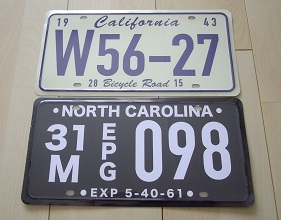 19 California 43
W56-27
28 Bicycle Road 15
NORTH CAROLINA
31 M EPG 098
EXP 5-40-61